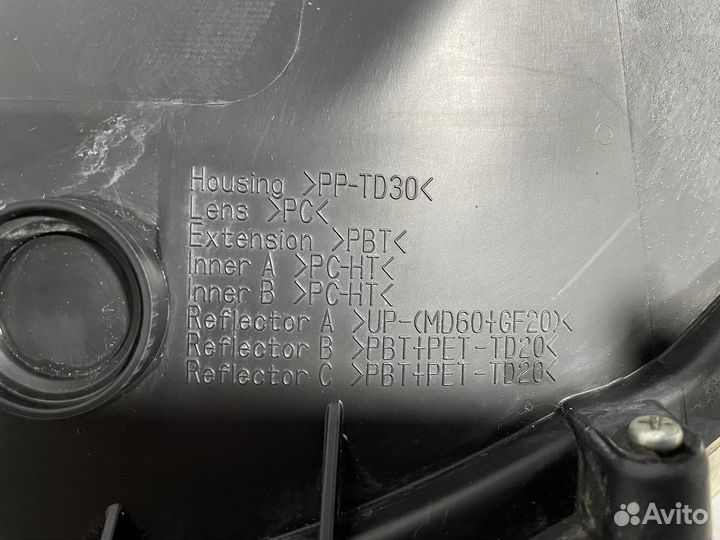 Housing >PP-TD30<
Lens >PC<
Extension >PBT<
Inner A >PC-HT<
Inner B >PC-HT<
Reflector A >UP-(MD60+GF20)<
Reflector B >PBT+PET-TD20<
Reflector C >PBT+PET-TD20<
Avito